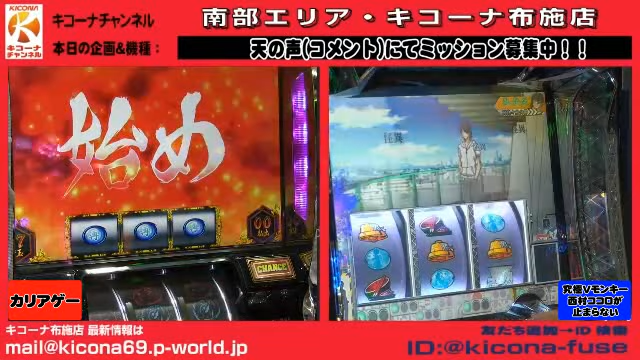 KICONA
キコーナ
チャンネル
キコーナチャンネル
南部エリア・キコーナ布施店
本日の企画&機種：
天の声(コメント)にてミッション募集中！！
始め
怪異
CHANCE
カリアゲー
究極Vモンキー
西村ココロが
止まらない
キコーナ布施店 最新情報は
mail@kicona69.p-world.jp
友だち追加→ID 検索
ID:@kicona-fuse